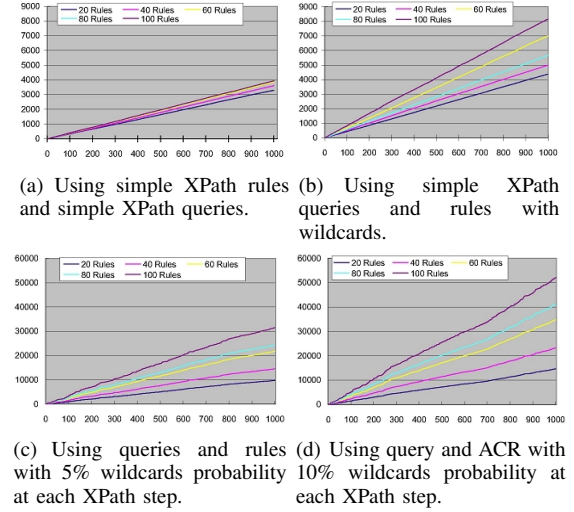 9000
8000
7000
6000
5000
4000
3000
2000
1000
0
20 Rules 40 Rules 60 Rules
80 Rules 100 Rules
0 100 200 300 400 500 600 700 800 900 1000
9000
8000
7000
6000
5000
4000
3000
2000
1000
0
20 Rules 40 Rules 60 Rules
80 Rules 100 Rules
0 100 200 300 400 500 600 700 800 900 1000
(a) Using simple XPath rules
and simple XPath queries.
(b) Using simple XPath
queries and rules with
wildcards.
60000
50000
40000
30000
20000
10000
0
20 Rules 40 Rules 60 Rules
80 Rules 100 Rules
0 100 200 300 400 500 600 700 800 900 1000
60000
50000
40000
30000
20000
10000
0
20 Rules 40 Rules 60 Rules
80 Rules 100 Rules
0 100 200 300 400 500 600 700 800 900 1000
(c) Using queries and rules
with 5% wildcards probability
at each XPath step.
(d) Using query and ACR with
10% wildcards probability at
each XPath step.